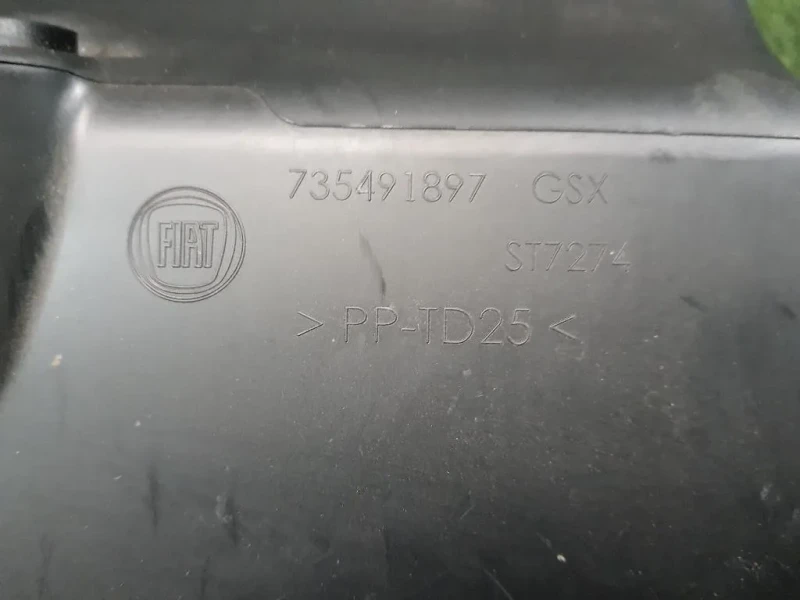 735491897 GSX
FIAT
ST7274
> PP-TD25 <